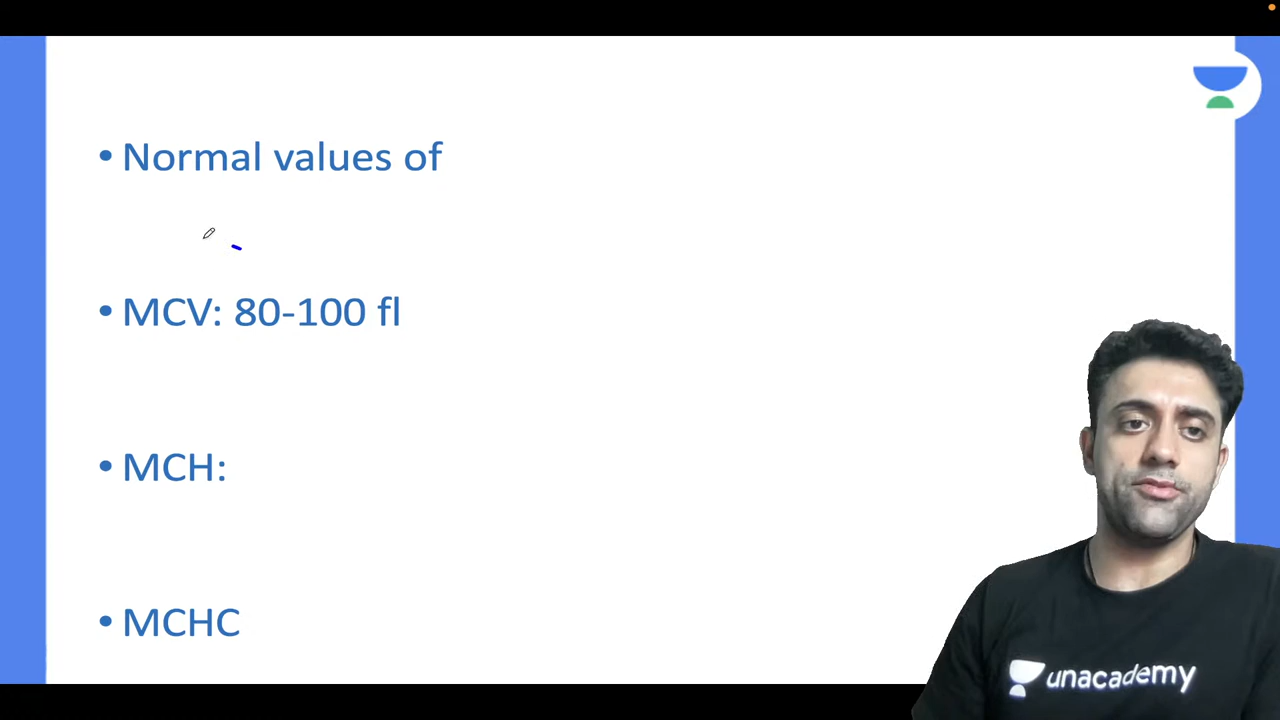 • Normal values of
• MCV: 80-100 fl
• MCH:
• MCHC
unacademy